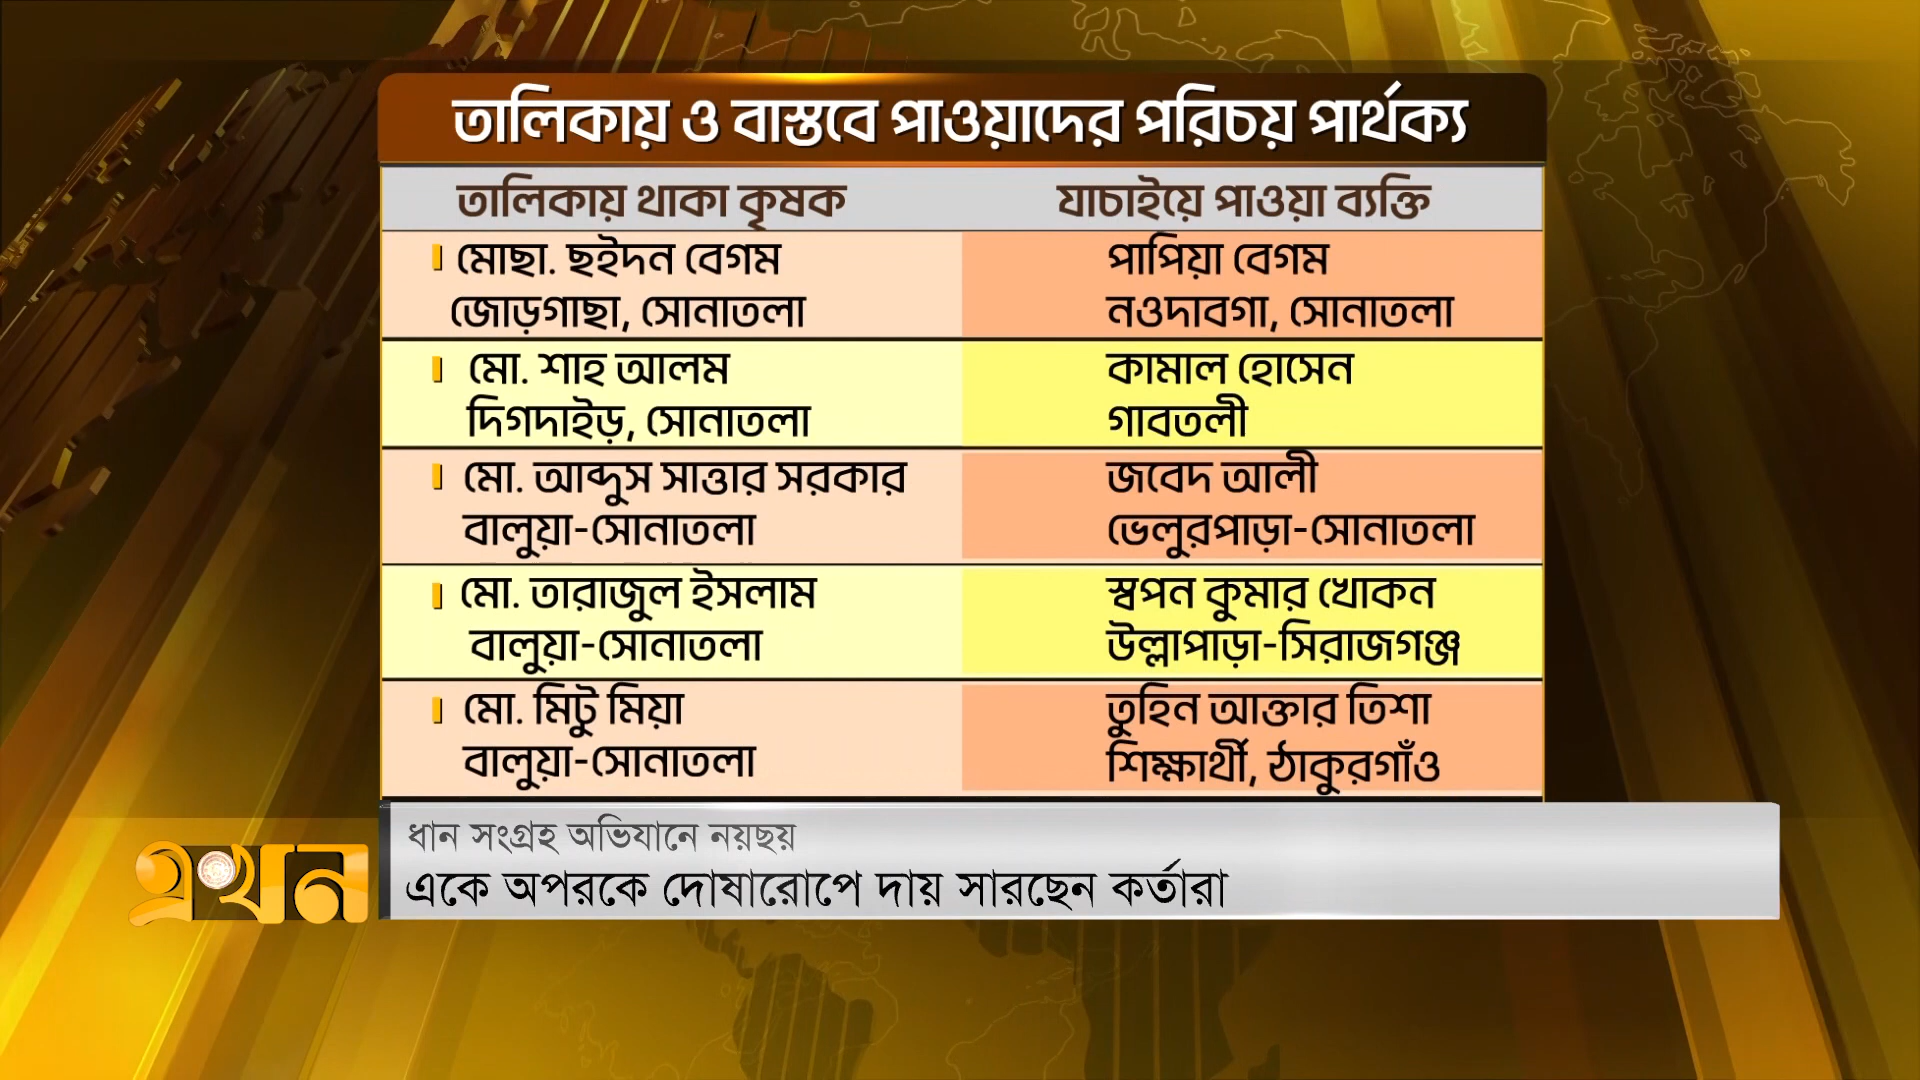 তালিকায় ও বাস্তবে পাওয়াদের পরিচয় পার্থক্য
তালিকায় থাকা কৃষক
যাচাইয়ে পাওয়া ব্যক্তি
মোছা. ছইদন বেগম
জোড়গাছা, সোনাতলা
পাপিয়া বেগম
নওদাবগা, সোনাতলা
মো. শাহ আলম
দিগদাইড়, সোনাতলা
কামাল হোসেন
গাবতলী
মো. আব্দুস সাত্তার সরকার
বালুয়া-সোনাতলা
জবেদ আলী
ভেলুরপাড়া-সোনাতলা
মো. তারাজুল ইসলাম
বালুয়া-সোনাতলা
স্বপন কুমার খোকন
উল্লাপাড়া-সিরাজগঞ্জ
মো. মিটু মিয়া
বালুয়া-সোনাতলা
তুহিন আক্তার তিশা
শিক্ষার্থী, ঠাকুরগাঁও
ধান সংগ্রহ অভিযানে নয়ছয়
একে অপরকে দোষারোপে দায় সারছেন কর্তারা
এখন